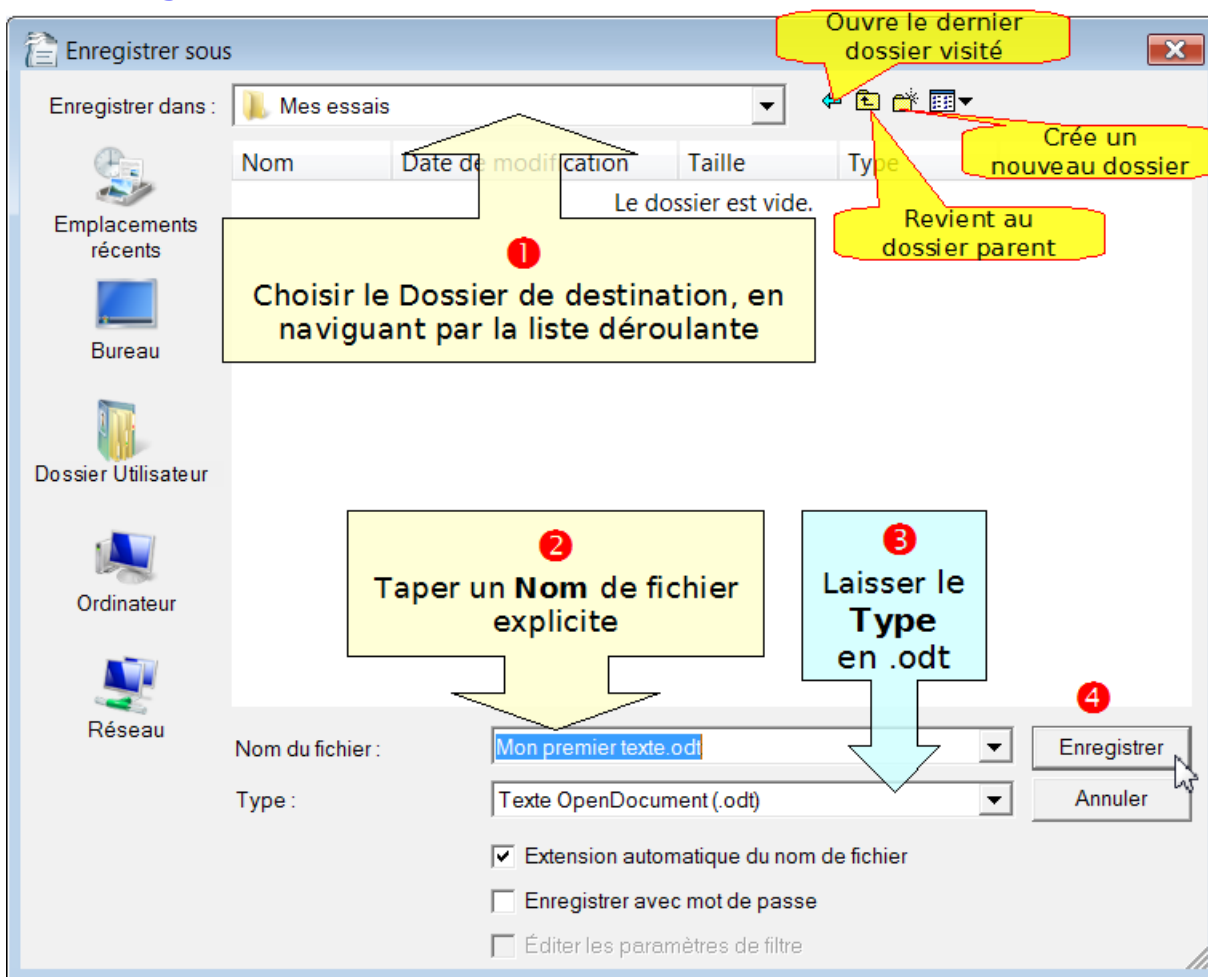 Ouvre le dernier
dossier visité
Enregistrer sous
Enregistrer dans :
Mes essais
Crée un
nouveau dossier
Nom
Date de modification
Taille
Type
Le dossier est vide.
Revient au
dossier parent
Emplacements
récents
1
Choisir le Dossier de destination, en
naviguant par la liste déroulante
Bureau
Dossier Utilisateur
2
Taper un Nom de fichier
explicite
3
Laisser le
Type
en .odt
Ordinateur
Réseau
4
Nom du fichier :
Mon premier texte.odt
Enregistrer
Type :
Texte OpenDocument (.odt)
Annuler
Extension automatique du nom de fichier
Enregistrer avec mot de passe
Éditer les paramètres de filtre